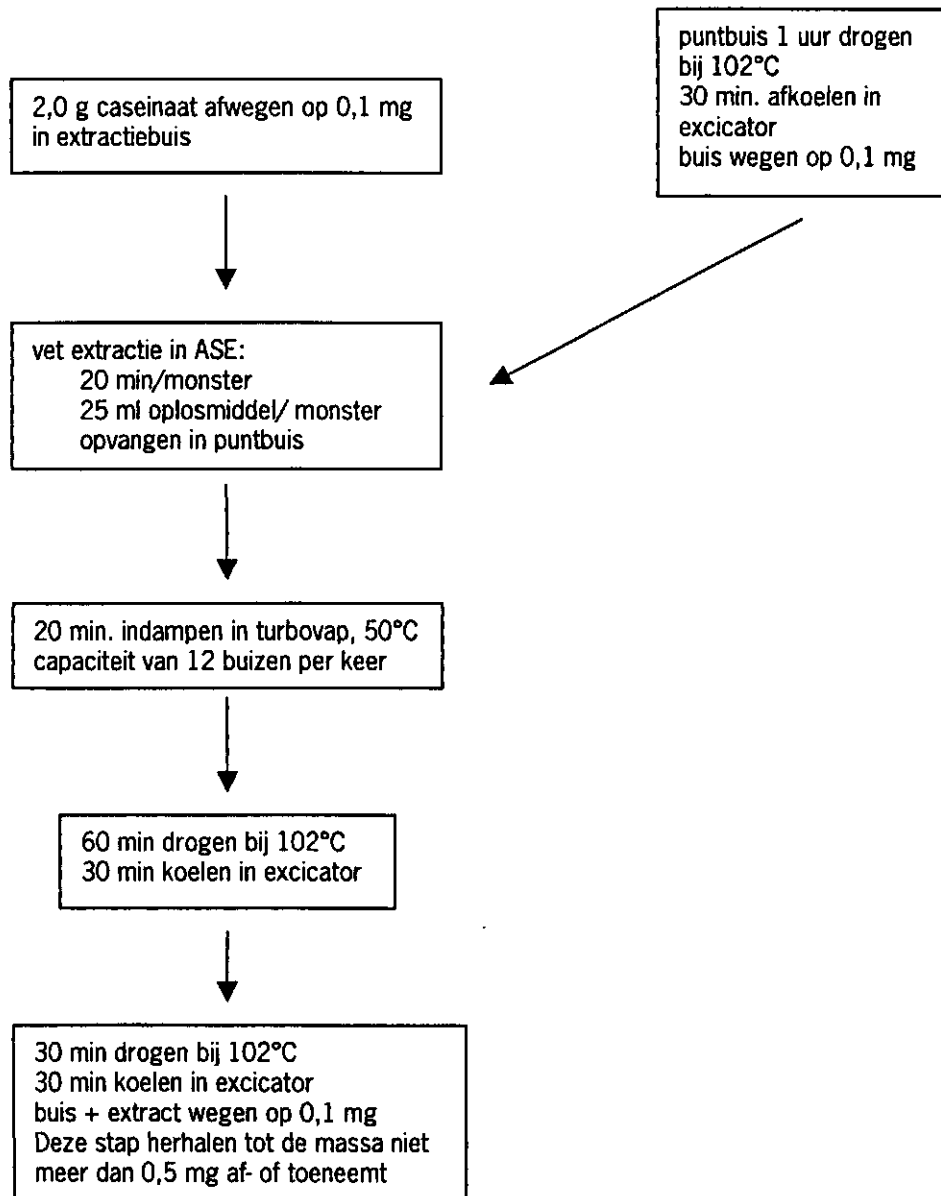 puntbuis 1 uur drogen
bij 102°C
30 min. afkoelen in
excicator
buis wegen op 0,1 mg
2,0 g caseinaat afwegen op 0,1 mg
in extractiebuis
vet extractie in ASE:
20 min/monster
25 ml oplosmiddel/ monster
opvangen in puntbuis
20 min. indampen in turbovap, 50°C
capaciteit van 12 buizen per keer
60 min drogen bij 102°C
30 min koelen in excicator
30 min drogen bij 102°C
30 min koelen in excicator
buis + extract wegen op 0,1 mg
Deze stap herhalen tot de massa niet
meer dan 0,5 mg af- of toeneemt